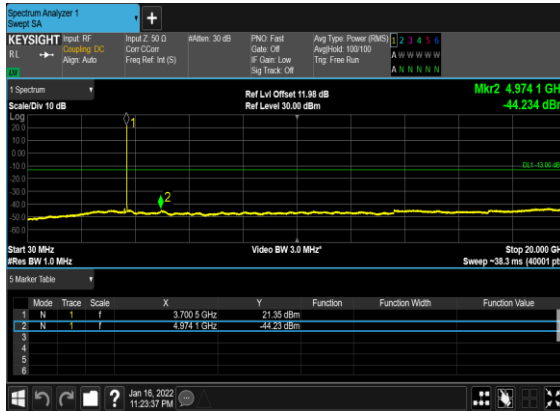 Spectrum Analyzer 1
Swept SA
+
KEYSIGHT Input: RF Input Z: 50 Ω #Atten: 30 dB PNO: Fast Avg Type: Power (RMS) 1 2 3 4 5 6
RL Coupling: DC Corr CCorr Gate: Off Avg|Hold: 100/100 A W W W W W
Align: Auto Freq Ref: Int (S) IF Gain: Low Trig: Free Run
Sig Track: Off A N N N N N
1 Spectrum Ref Lvl Offset 11.98 dB Mkr2 4.974 1 GH
Scale/Div 10 dB Ref Level 30.00 dBm -44.234 dB
Log
20.0
10.0
0.00
-10.0
-20.0
-30.0
-40.0
-50.0
-60.0
1
2
DL1 -13.00 dB
Start 30 MHz Video BW 3.0 MHz* Stop 20.000 GH
#Res BW 1.0 MHz Sweep ~38.3 ms (40001 pt
5 Marker Table
Mode Trace Scale X Y Function Function Width Function Value
1 N 1 f 3.700 5 GHz 21.35 dBm
2 N 1 f 4.974 1 GHz -44.23 dBm
3
4
5
6
? Jan 16, 2022
11:23:37 PM